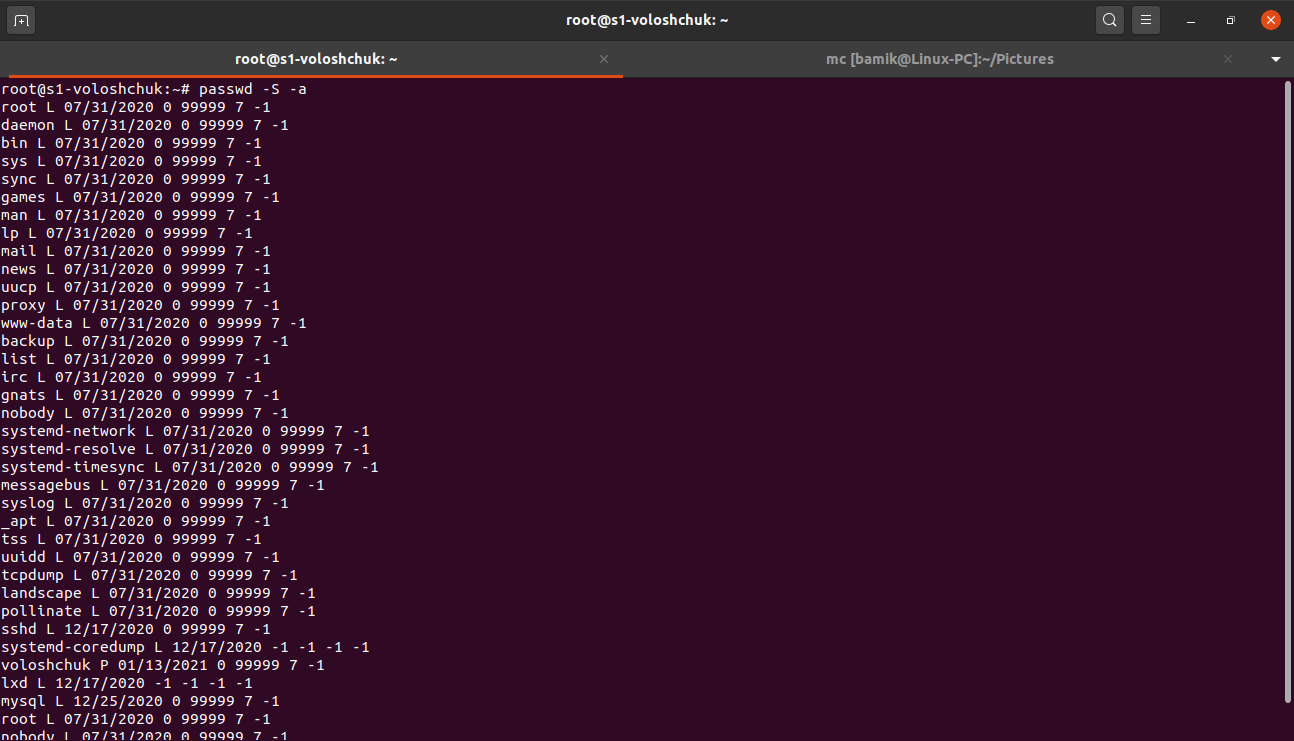 root@s1-voloshchuk: ~
root@s1-voloshchuk: ~
mc [bamik@Linux-PC]:~/Pictures
root@s1-voloshchuk:~# passwd -S -a
root L 07/31/2020 0 99999 7 -1
daemon L 07/31/2020 0 99999 7 -1
bin L 07/31/2020 0 99999 7 -1
sys L 07/31/2020 0 99999 7 -1
sync L 07/31/2020 0 99999 7 -1
games L 07/31/2020 0 99999 7 -1
man L 07/31/2020 0 99999 7 -1
lp L 07/31/2020 0 99999 7 -1
mail L 07/31/2020 0 99999 7 -1
news L 07/31/2020 0 99999 7 -1
uucp L 07/31/2020 0 99999 7 -1
proxy L 07/31/2020 0 99999 7 -1
www-data L 07/31/2020 0 99999 7 -1
backup L 07/31/2020 0 99999 7 -1
list L 07/31/2020 0 99999 7 -1
irc L 07/31/2020 0 99999 7 -1
gnats L 07/31/2020 0 99999 7 -1
nobody L 07/31/2020 0 99999 7 -1
systemd-network L 07/31/2020 0 99999 7 -1
systemd-resolve L 07/31/2020 0 99999 7 -1
systemd-timesync L 07/31/2020 0 99999 7 -1
messagebus L 07/31/2020 0 99999 7 -1
syslog L 07/31/2020 0 99999 7 -1
_apt L 07/31/2020 0 99999 7 -1
tss L 07/31/2020 0 99999 7 -1
uuidd L 07/31/2020 0 99999 7 -1
tcpdump L 07/31/2020 0 99999 7 -1
landscape L 07/31/2020 0 99999 7 -1
pollinate L 07/31/2020 0 99999 7 -1
sshd L 12/17/2020 0 99999 7 -1
systemd-coredump L 12/17/2020 -1 -1 -1 -1
voloshchuk P 01/13/2021 0 99999 7 -1
lxd L 12/17/2020 -1 -1 -1 -1
mysql L 12/25/2020 0 99999 7 -1
root L 07/31/2020 0 99999 7 -1
nobody L 07/31/2020 0 99999 7 -1